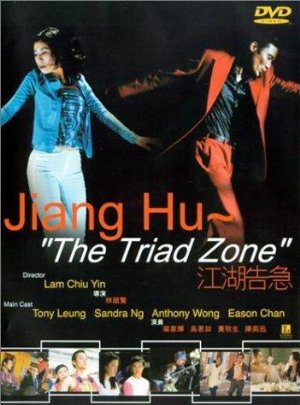 DVD
VIDEO
Jiang Hu~
"The Triad Zone"
江湖告急
Director
Lam Chiu Yin
導演
林超賢
Main Cast
Tony Leung Sandra Ng Anthony Wong Eason Chan
演員
梁家輝 吳君如 黃秋生 陳奕迅